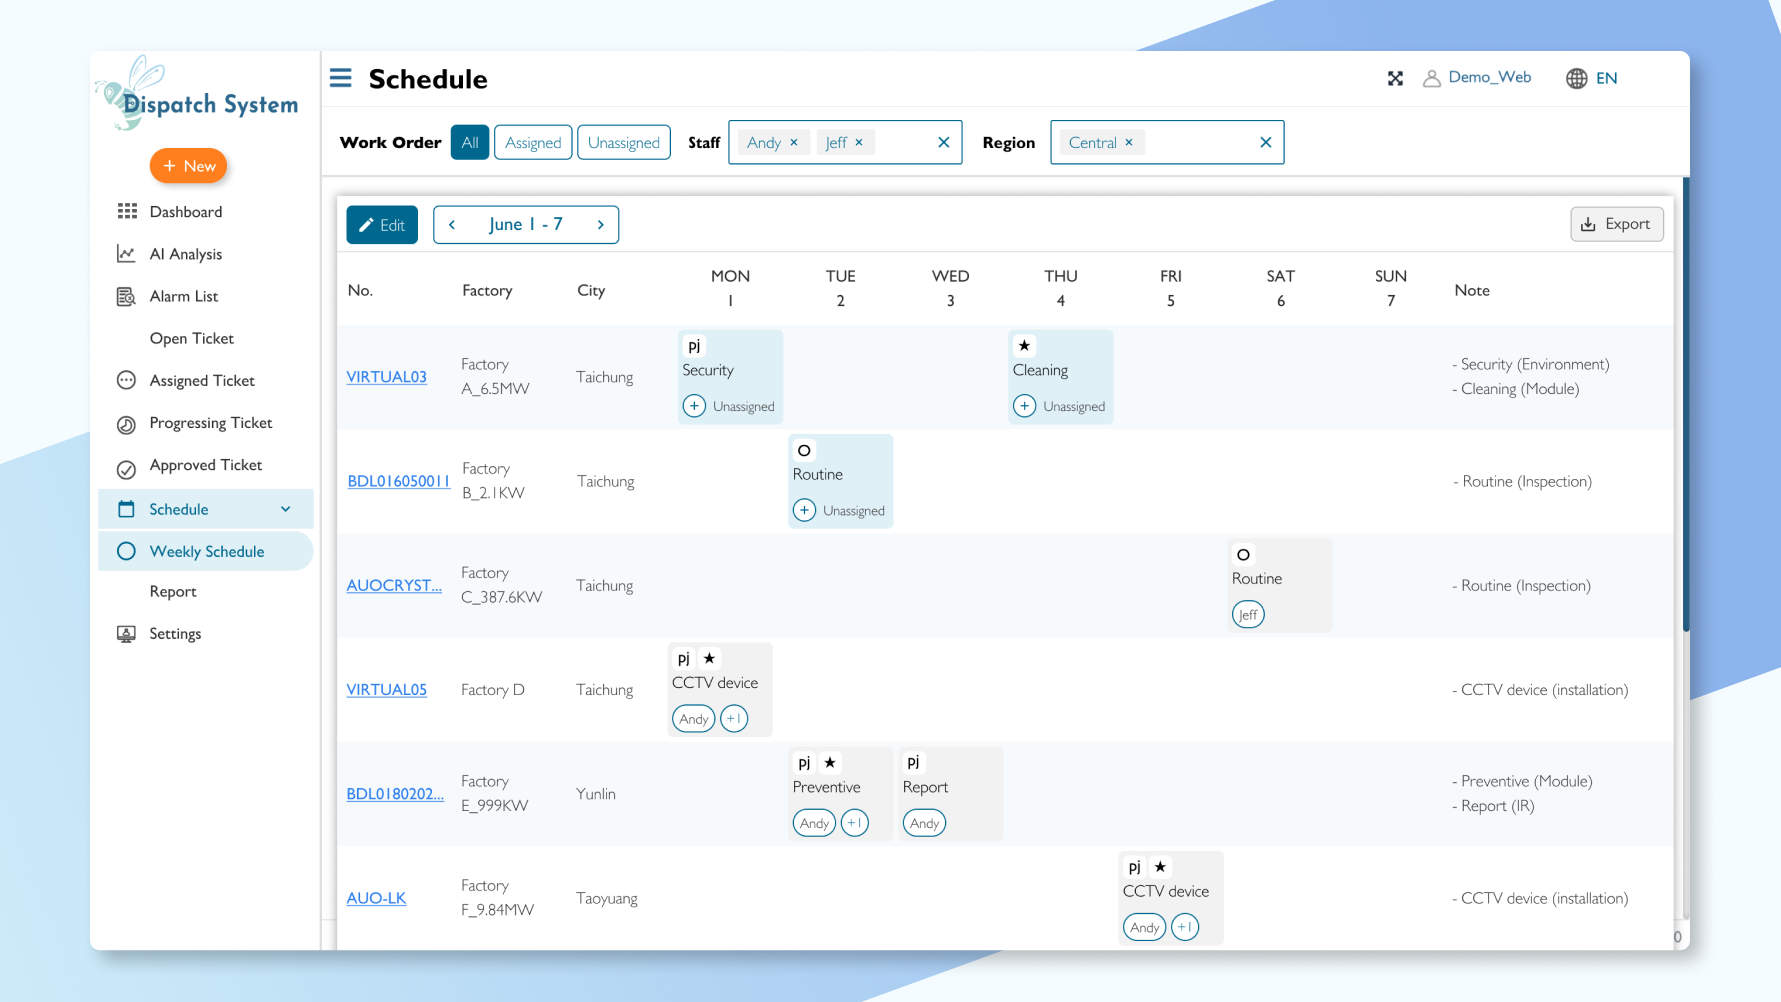 Dispatch System
+ New
Dashboard
AI Analysis
Alarm List
Open Ticket
Assigned Ticket
Progressing Ticket
Approved Ticket
Schedule
Weekly Schedule
Report
Settings
Schedule
Demo_Web
EN
Work Order All Assigned Unassigned Staff Andy × Jeff × × Region Central × ×
Edit
< June 1 - 7 >
Export
No. Factory City MON 1 TUE 2 WED 3 THU 4 FRI 5 SAT 6 SUN 7 Note
VIRTUAL03
Factory
A_6.5MW
Taichung
pj
Security
+ Unassigned
★
Cleaning
+ Unassigned
- Security (Environment)
- Cleaning (Module)
BDL016050011
Factory
B_2.1KW
Taichung
O
Routine
+ Unassigned
- Routine (Inspection)
AUOCRYST...
Factory
C_387.6KW
Taichung
O
Routine
Jeff
- Routine (Inspection)
VIRTUAL05
Factory D
Taichung
pj ★
CCTV device
Andy +1
- CCTV device (installation)
BDL0180202...
Factory
E_999KW
Yunlin
pj ★
Preventive
Andy +1
pj
Report
Andy
- Preventive (Module)
- Report (IR)
AUO-LK
Factory
F_9.84MW
Taoyuang
pj ★
CCTV device
Andy +1
- CCTV device (installation)
0